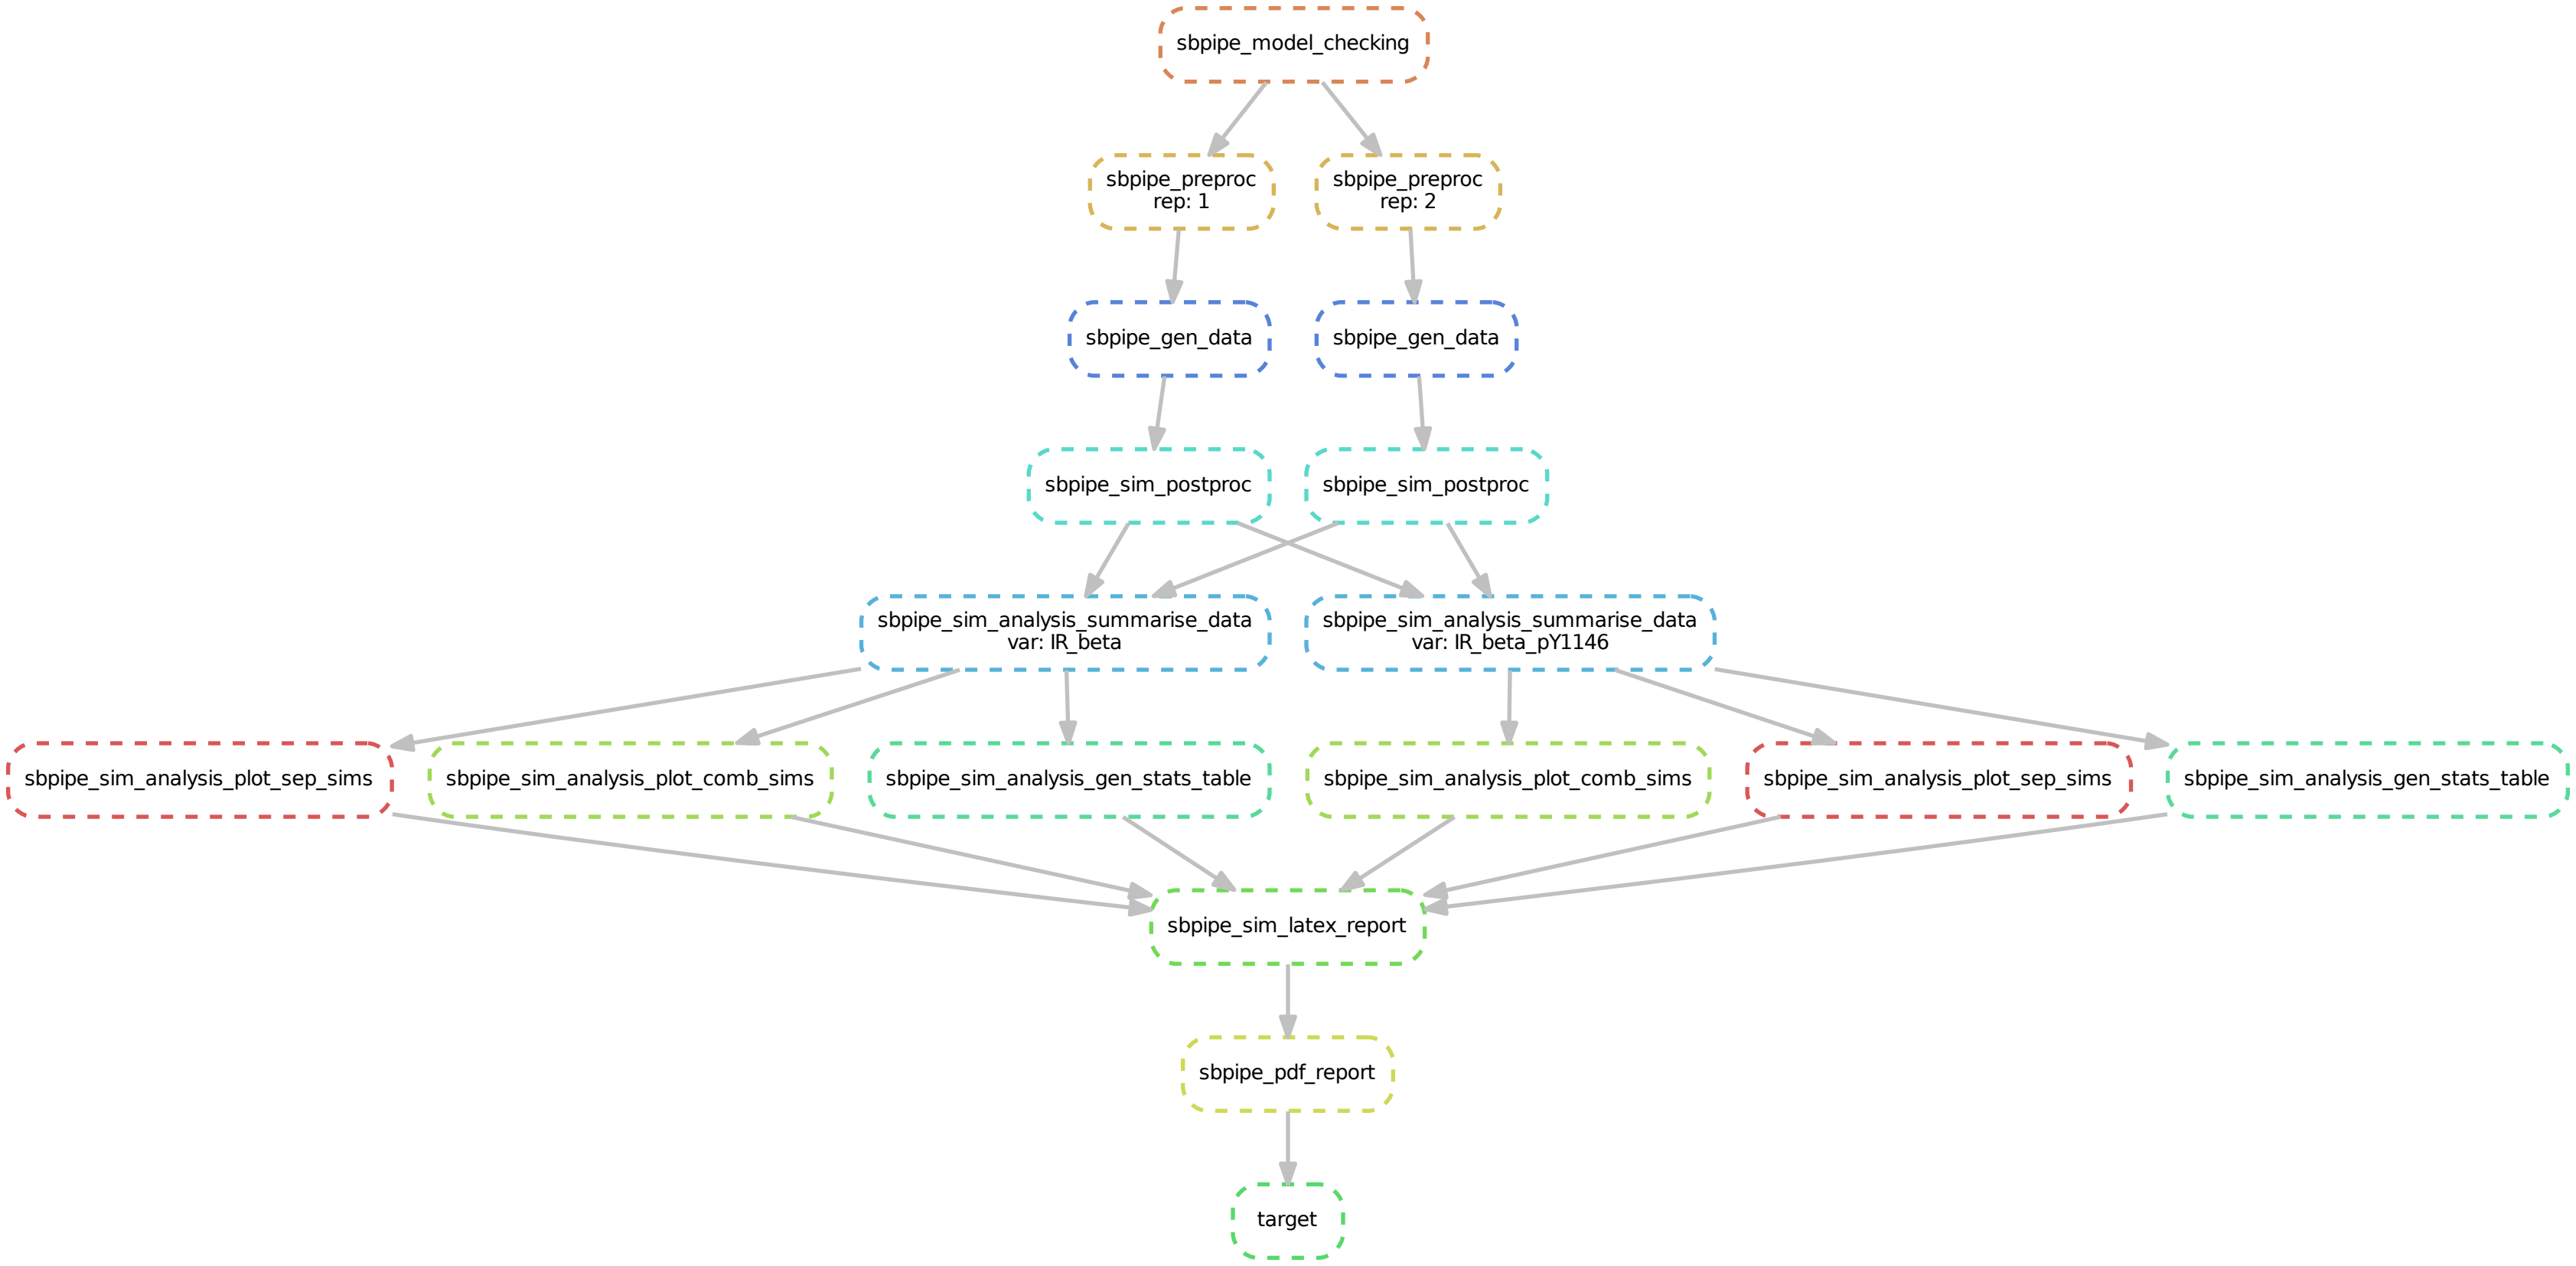 sbpipe_model_checking
sbpipe_preproc
rep: 1
sbpipe_preproc
rep: 2
sbpipe_gen_data
sbpipe_gen_data
sbpipe_sim_postproc
sbpipe_sim_postproc
sbpipe_sim_analysis_summarise_data
var: IR_beta
sbpipe_sim_analysis_summarise_data
var: IR_beta_pY1146
sbpipe_sim_analysis_plot_sep_sims
sbpipe_sim_analysis_plot_comb_sims
sbpipe_sim_analysis_gen_stats_table
sbpipe_sim_analysis_plot_comb_sims
sbpipe_sim_analysis_plot_sep_sims
sbpipe_sim_analysis_gen_stats_table
sbpipe_sim_latex_report
sbpipe_pdf_report
target